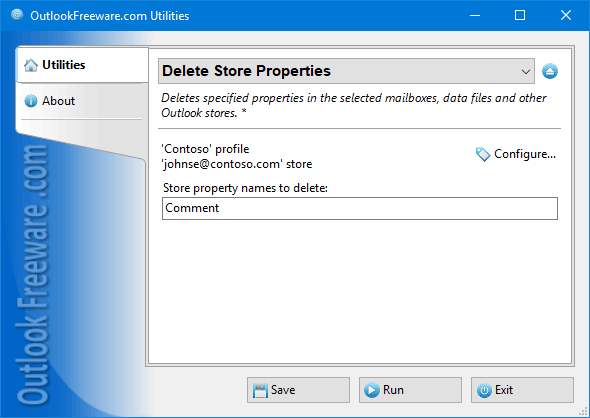 OutlookFreeware.com Utilities
Utilities
About
Delete Store Properties
Deletes specified properties in the selected mailboxes, data files and other
Outlook stores. *
'Contoso' profile
'johnse@contoso.com' store
Configure...
Store property names to delete:
Comment
Outlook Freeware .com
Save
Run
Exit